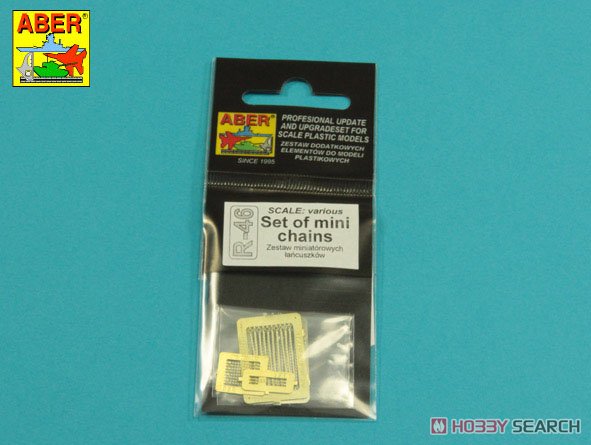 ABER®
ABER®
SINCE 1995
PROFESIONAL UPDATE
AND UPGRADESET FOR
SCALE PLASTIC MODELS
ZESTAW DODATKOWYCH
ELEMENTÓW DO MODELI
PLASTIKOWYCH
R-46
SCALE: various
Set of mini
chains
Zestaw miniatórowych
łańcuszków
HOBBY SEARCH